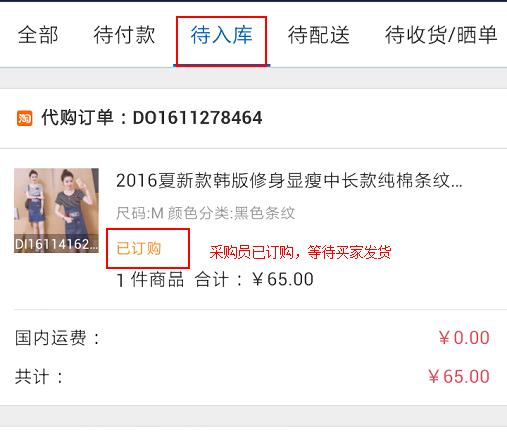 全部 待付款 待入库 待配送 待收货/晒单
淘 代购订单：DO1611278464
2016夏新款韩版修身显瘦中长款纯棉条纹...
尺码:M 颜色分类:黑色条纹
DI16114162...
已订购 采购员已订购，等待买家发货
1 件商品 合计：￥65.00
国内运费： ￥0.00
共计： ￥65.00